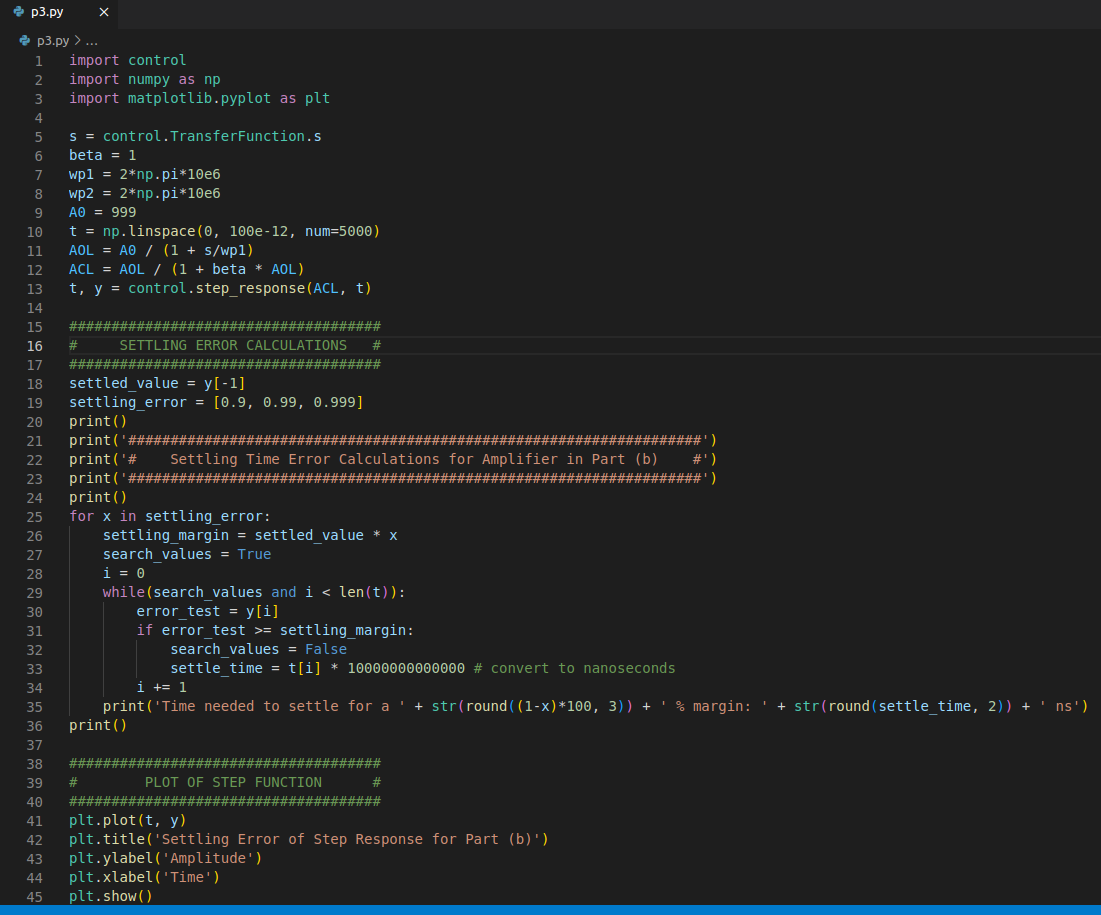 p3.py ×
p3.py > ...
1 import control
2 import numpy as np
3 import matplotlib.pyplot as plt
4
5 s = control.TransferFunction.s
6 beta = 1
7 wp1 = 2*np.pi*10e6
8 wp2 = 2*np.pi*10e6
9 A0 = 999
10 t = np.linspace(0, 100e-12, num=5000)
11 AOL = A0 / (1 + s/wp1)
12 ACL = AOL / (1 + beta * AOL)
13 t, y = control.step_response(ACL, t)
14
15 #####################################
16 #     SETTLING ERROR CALCULATIONS   #
17 #####################################
18 settled_value = y[-1]
19 settling_error = [0.9, 0.99, 0.999]
20 print()
21 print('####################################################################')
22 print('#    Settling Time Error Calculations for Amplifier in Part (b)    #')
23 print('####################################################################')
24 print()
25 for x in settling_error:
26     settling_margin = settled_value * x
27     search_values = True
28     i = 0
29     while(search_values and i < len(t)):
30         error_test = y[i]
31         if error_test >= settling_margin:
32             search_values = False
33             settle_time = t[i] * 10000000000000 # convert to nanoseconds
34         i += 1
35     print('Time needed to settle for a ' + str(round((1-x)*100, 3)) + ' % margin: ' + str(round(settle_time, 2)) + ' ns')
36 print()
37
38 #####################################
39 #        PLOT OF STEP FUNCTION      #
40 #####################################
41 plt.plot(t, y)
42 plt.title('Settling Error of Step Response for Part (b)')
43 plt.ylabel('Amplitude')
44 plt.xlabel('Time')
45 plt.show()